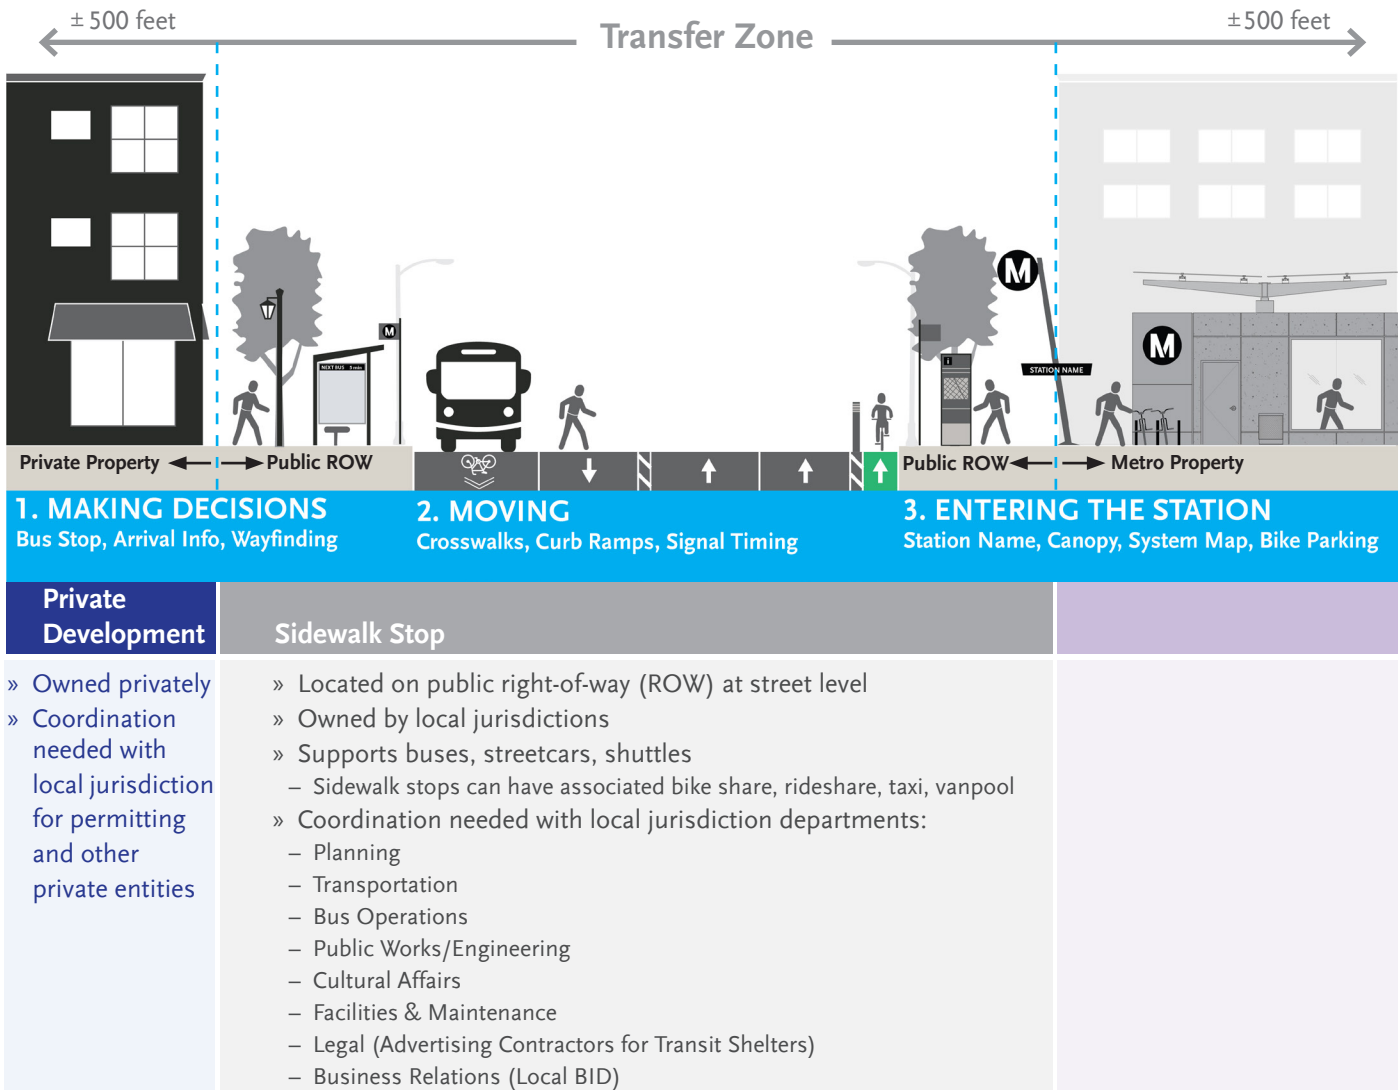 ± 500 feet
Transfer Zone
±500 feet
M
NEXT BUS 3 min
M
i
STATION NAME
M
Private Property
Public ROW
Public ROW
Metro Property
1. MAKING DECISIONS
Bus Stop, Arrival Info, Wayfinding
2. MOVING
Crosswalks, Curb Ramps, Signal Timing
3. ENTERING THE STATION
Station Name, Canopy, System Map, Bike Parking
Private
Development
» Owned privately
» Coordination
needed with
local jurisdiction
for permitting
and other
private entities
Sidewalk Stop
» Located on public right-of-way (ROW) at street level
» Owned by local jurisdictions
» Supports buses, streetcars, shuttles
– Sidewalk stops can have associated bike share, rideshare, taxi, vanpool
» Coordination needed with local jurisdiction departments:
– Planning
– Transportation
– Bus Operations
– Public Works/Engineering
– Cultural Affairs
– Facilities & Maintenance
– Legal (Advertising Contractors for Transit Shelters)
– Business Relations (Local BID)